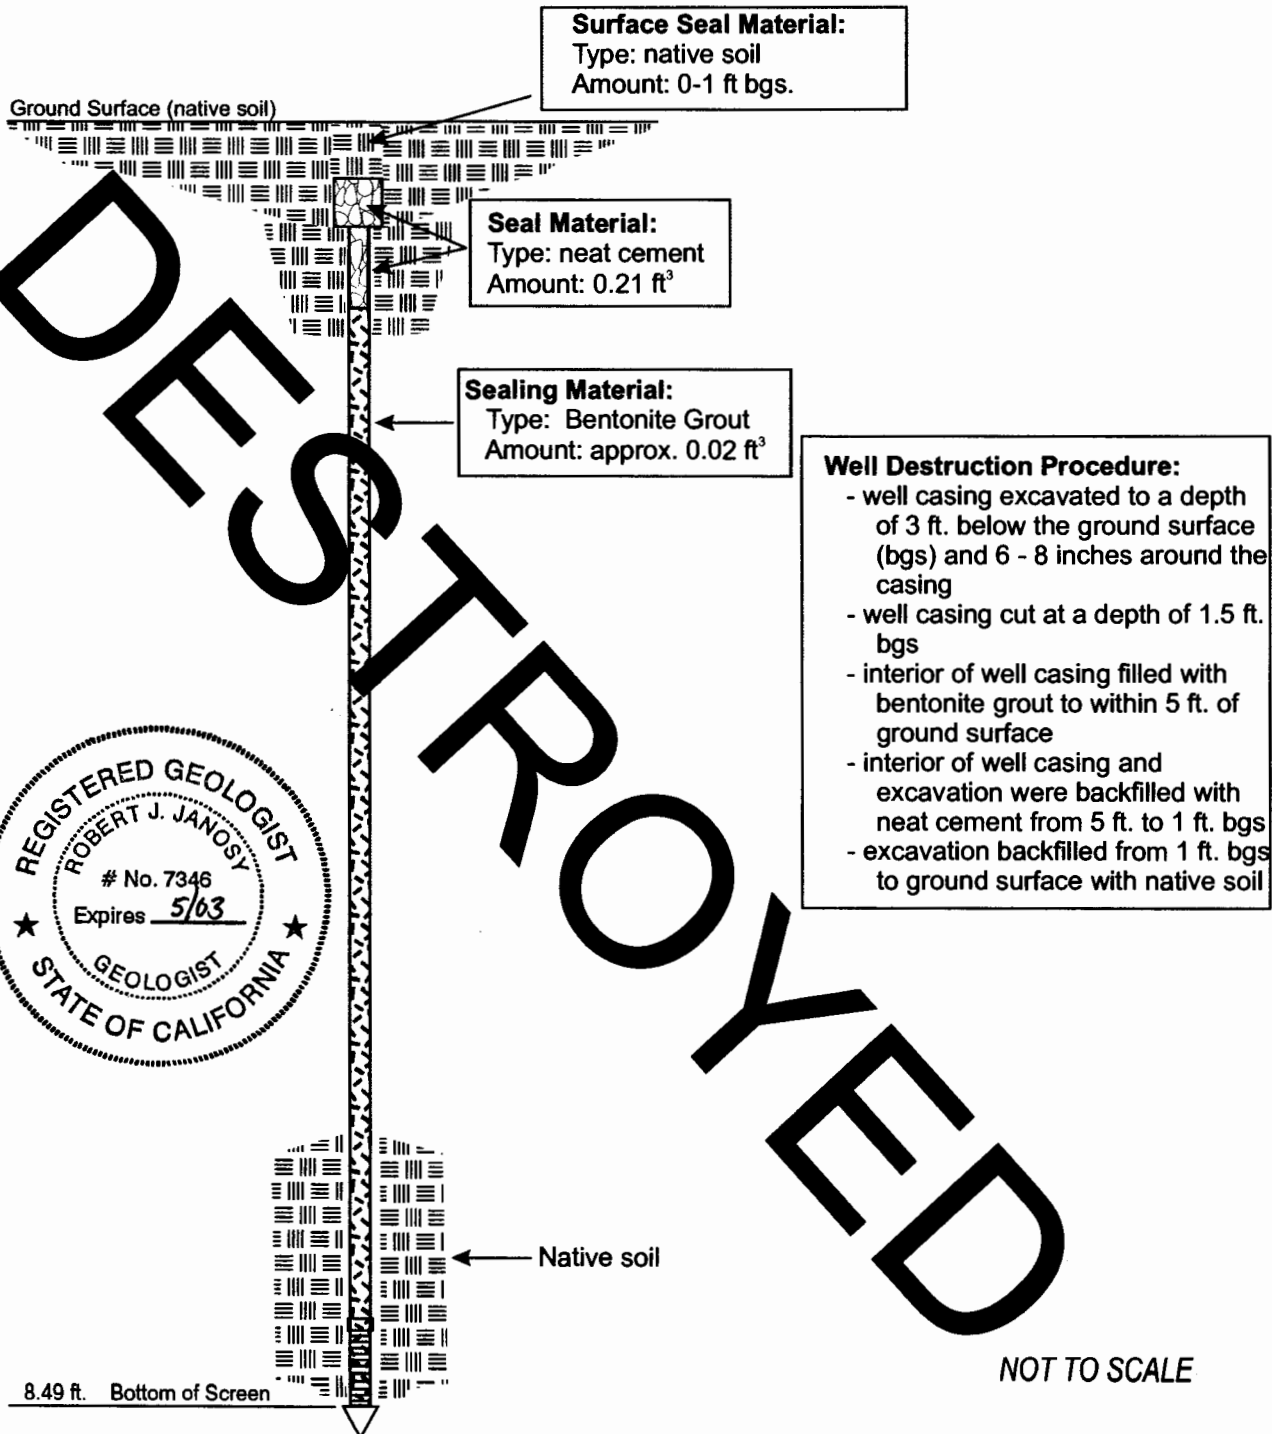 Surface Seal Material:
Type: native soil
Amount: 0-1 ft bgs.
Ground Surface (native soil)
Seal Material:
Type: neat cement
Amount: 0.21 ft³
Sealing Material:
Type: Bentonite Grout
Amount: approx. 0.02 ft³
Well Destruction Procedure:
- well casing excavated to a depth
of 3 ft. below the ground surface
(bgs) and 6 - 8 inches around the
casing
- well casing cut at a depth of 1.5 ft.
bgs
- interior of well casing filled with
bentonite grout to within 5 ft. of
ground surface
- interior of well casing and
excavation were backfilled with
neat cement from 5 ft. to 1 ft. bgs
- excavation backfilled from 1 ft. bgs
to ground surface with native soil
DESTROYED
REGISTERED GEOLOGIST
ROBERT J. JANOSY
# No. 7346
Expires 5/03
GEOLOGIST
★ STATE OF CALIFORNIA ★
Native soil
NOT TO SCALE
8.49 ft. Bottom of Screen